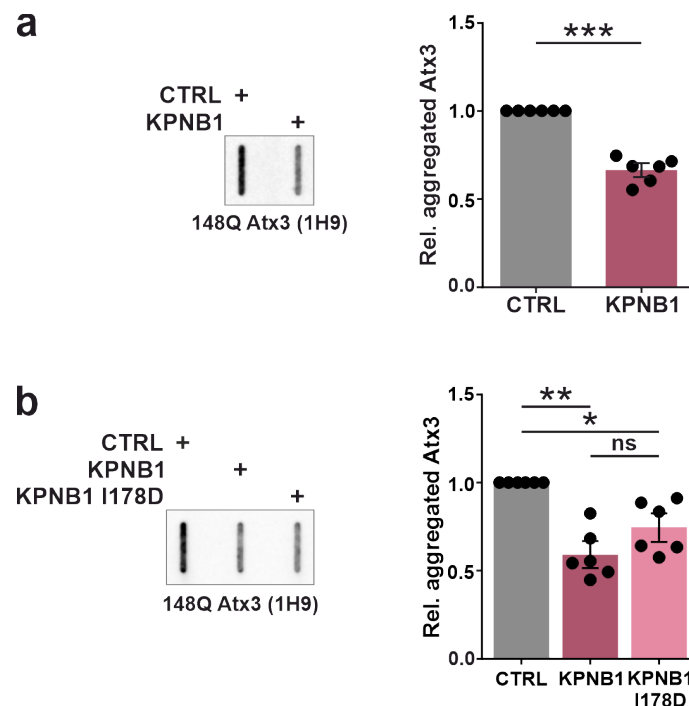 a
CTRL +
KPNB1 +
148Q Atx3 (1H9)
Rel. aggregated Atx3
1.5
1.0
0.5
0.0
***
CTRL KPNB1
b
CTRL +
KPNB1 +
KPNB1 I178D +
148Q Atx3 (1H9)
Rel. aggregated Atx3
1.5
1.0
0.5
0.0
**
*
ns
CTRL KPNB1 KPNB1
I178D